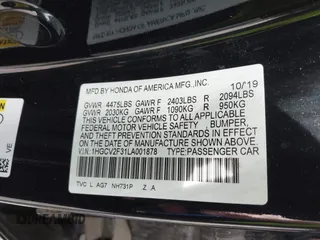 MFD BY HONDA OF AMERICA MFG.,INC. 10/19
GVWR 4475LBS GAWR F 2403LBS R 2094LBS
GVWR 2030KG GAWR F 1090KG R 950KG
THIS VEHICLE CONFORMS TO ALL APPLICABLE
FEDERAL MOTOR VEHICLE SAFETY, BUMPER,
AND THEFT PREVENTION STANDARDS IN EFFECT
ON THE DATE OF MANUFACTURE SHOWN ABOVE.
V.I.N: 1HGCV2F31LA001878 TYPE:PASSENGER CAR
TVC L AG7 NH731P Z A
VE